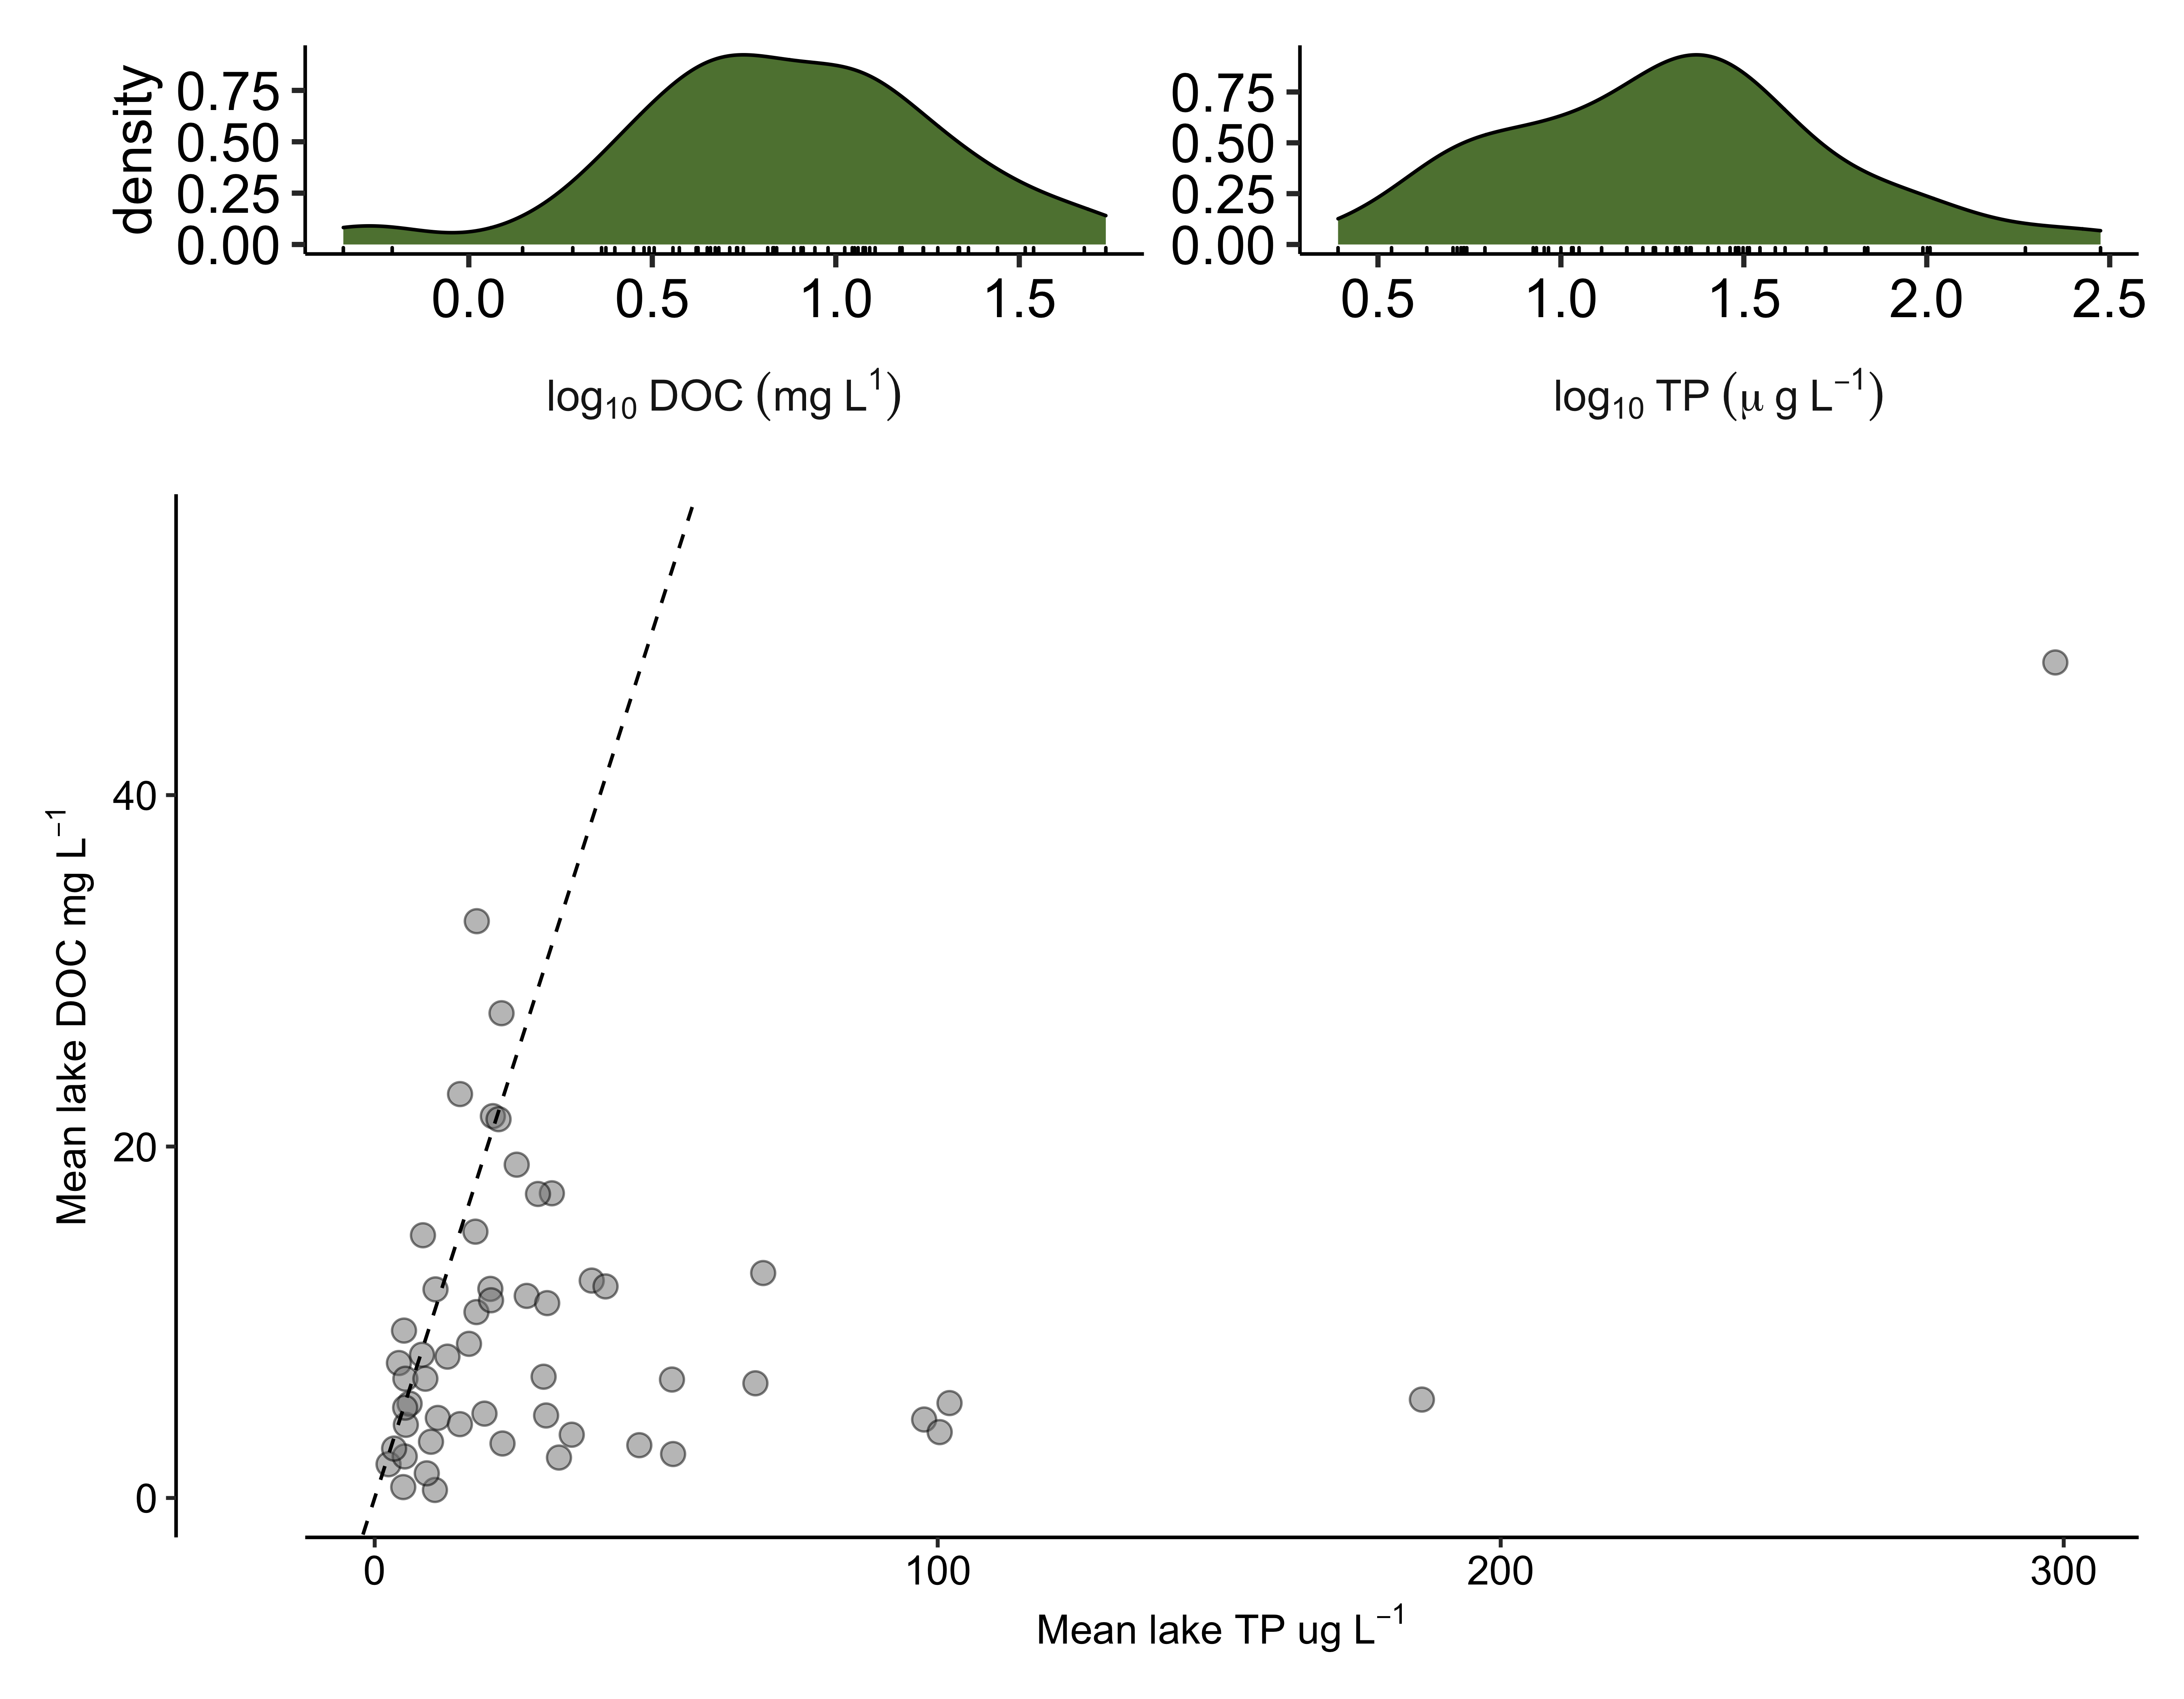 density
0.75
0.50
0.25
0.00
0.0 0.5 1.0 1.5
log₁₀ DOC (mg L¹)
0.75
0.50
0.25
0.00
0.5 1.0 1.5 2.0 2.5
log₁₀ TP (μ g L⁻¹)
Mean lake DOC mg L⁻¹
40
20
0
0 100 200 300
Mean lake TP ug L⁻¹